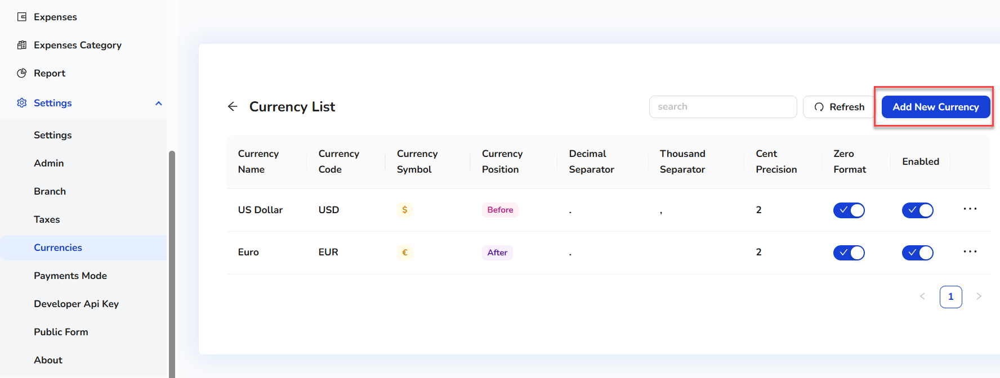 Expenses
Expenses Category
Report
Settings
Settings
Admin
Branch
Taxes
Currencies
Payments Mode
Developer Api Key
Public Form
About
Currency List
search
Refresh
Add New Currency
Currency Name Currency Code Currency Symbol Currency Position Decimal Separator Thousand Separator Cent Precision Zero Format Enabled
US Dollar USD $ Before . , 2
Euro EUR € After . 2
< 1 >